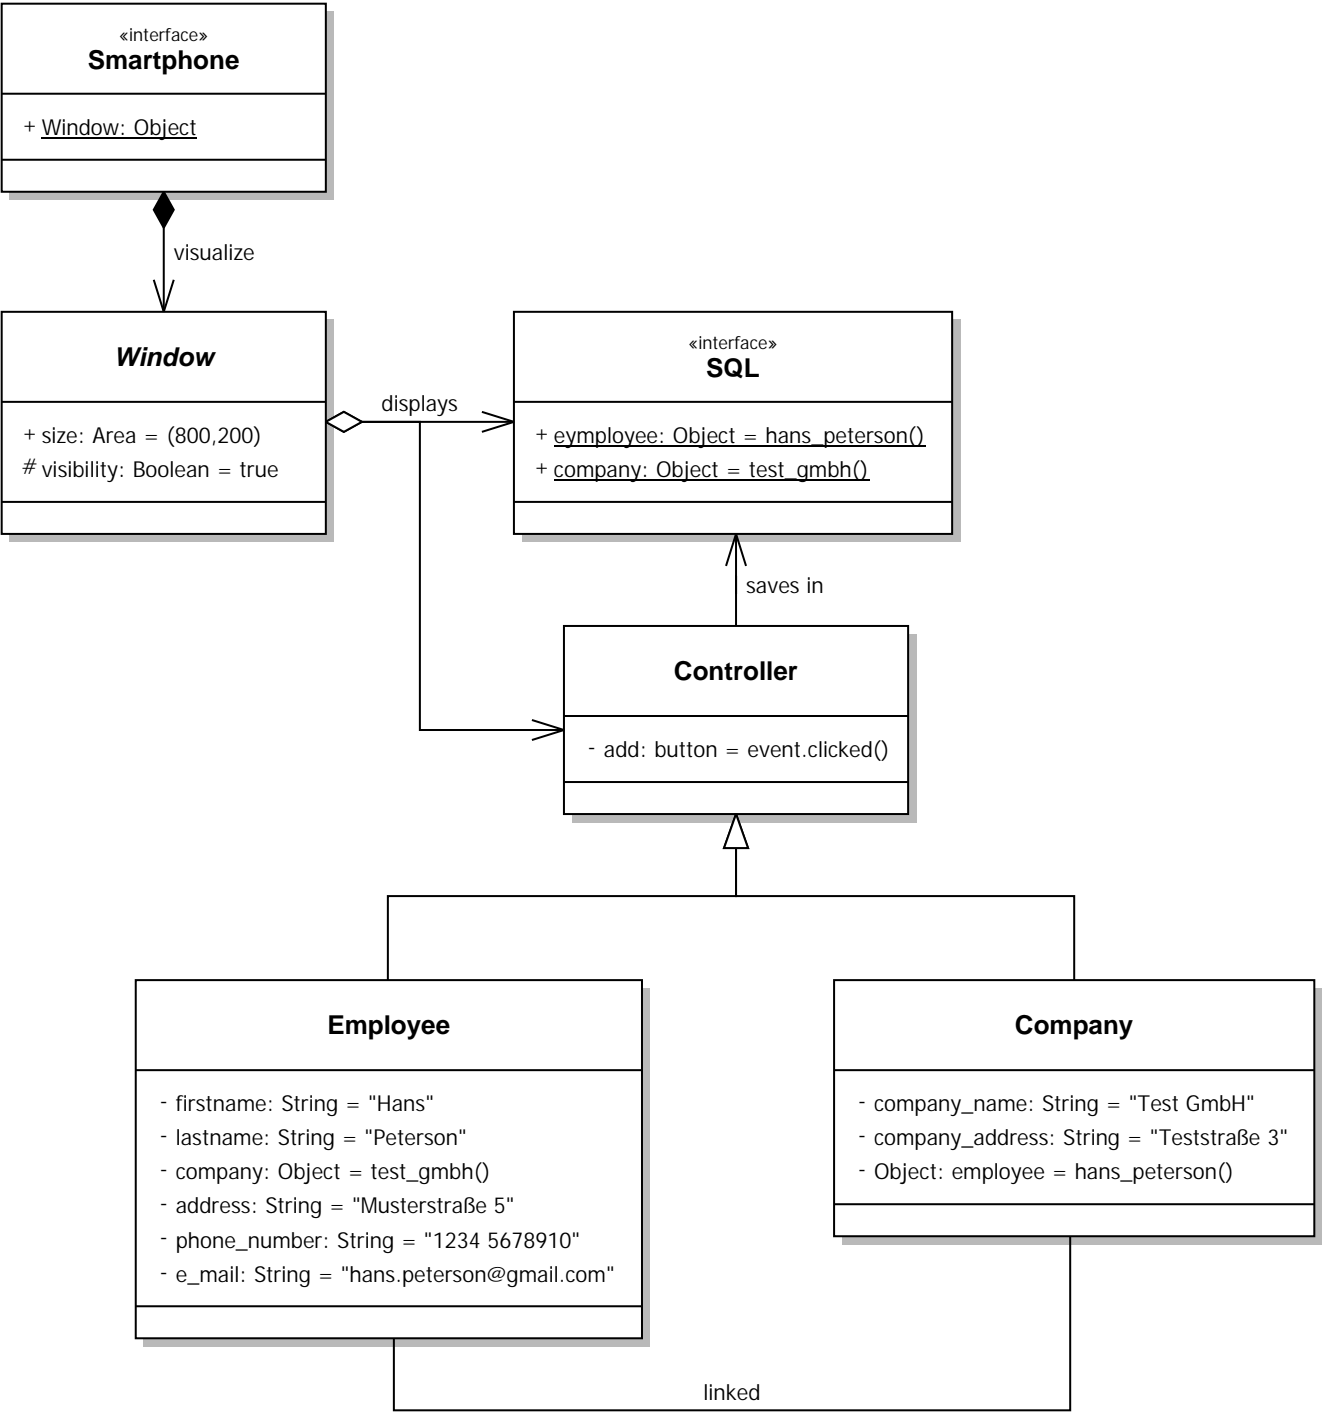 «interface»
Smartphone
+ Window: Object
visualize
Window
+ size: Area = (800,200)
# visibility: Boolean = true
displays
«interface»
SQL
+ eymployee: Object = hans_peterson()
+ company: Object = test_gmbh()
saves in
Controller
- add: button = event.clicked()
Employee
- firstname: String = "Hans"
- lastname: String = "Peterson"
- company: Object = test_gmbh()
- address: String = "Musterstraße 5"
- phone_number: String = "1234 5678910"
- e_mail: String = "hans.peterson@gmail.com"
Company
- company_name: String = "Test GmbH"
- company_address: String = "Teststraße 3"
- Object: employee = hans_peterson()
linked